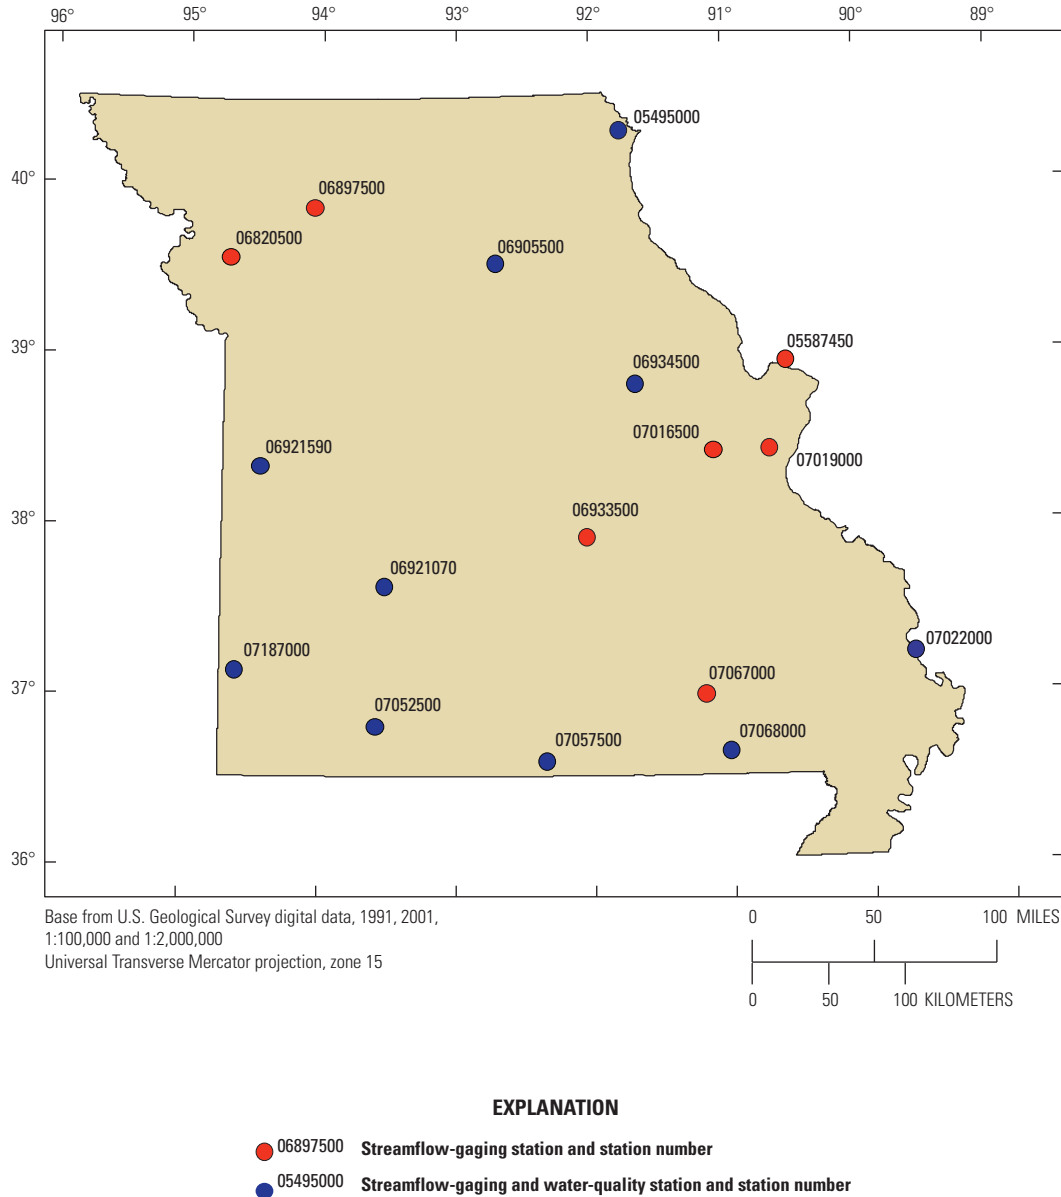 96° 95° 94° 93° 92° 91° 90° 89°
05495000
40°
06897500
06820500
06905500
39°
05587450
06934500
07016500
07019000
06921590
38°
06933500
06921070
07022000
07187000
07067000
37°
07052500
07068000
07057500
36°
Base from U.S. Geological Survey digital data, 1991, 2001,
1:100,000 and 1:2,000,000
Universal Transverse Mercator projection, zone 15
0 50 100 MILES
0 50 100 KILOMETERS
EXPLANATION
06897500 Streamflow-gaging station and station number
05495000 Streamflow-gaging and water-quality station and station number